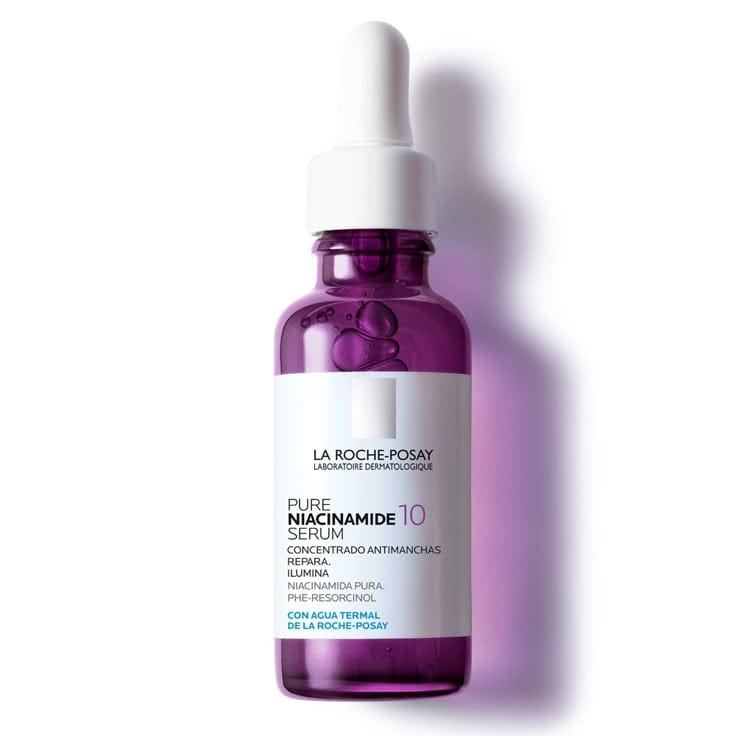 LA ROCHE-POSAY
LABORATOIRE DERMATOLOGIQUE
PURE
NIACINAMIDE 10
SERUM
CONCENTRADO ANTIMANCHAS
REPARA.
ILUMINA
NIACINAMIDA PURA.
PHE-RESORCINOL
CON AGUA TERMAL
DE LA ROCHE-POSAY